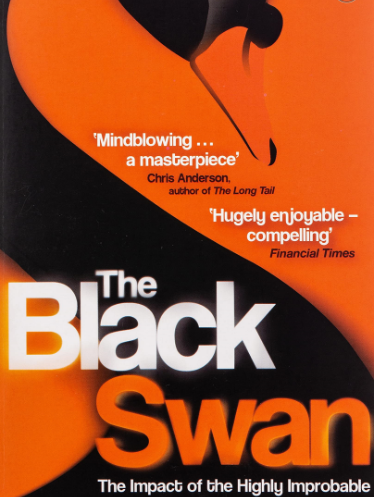 ‘Mindblowing ...
a masterpiece’
Chris Anderson,
author of The Long Tail
‘Hugely enjoyable –
compelling’
Financial Times
The
Black
Swan
The Impact of the Highly Improbable